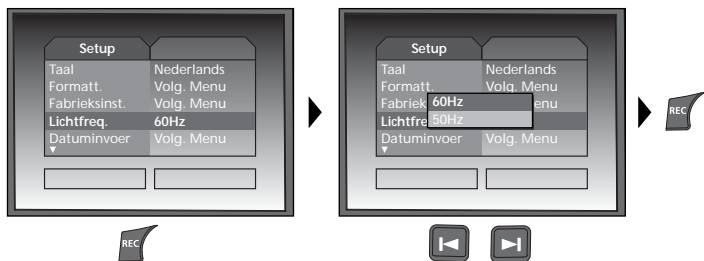 Setup
Taal Nederlands
Formatt. Volg. Menu
Fabrieksinst. Volg. Menu
Lichtfreq. 60Hz
Datuminvoer Volg. Menu
REC
Setup
Taal Nederlands
Formatt. Volg. Menu
Fabriek 60Hz enu
Lichtfre 50Hz
Datuminvoer Volg. Menu
REC